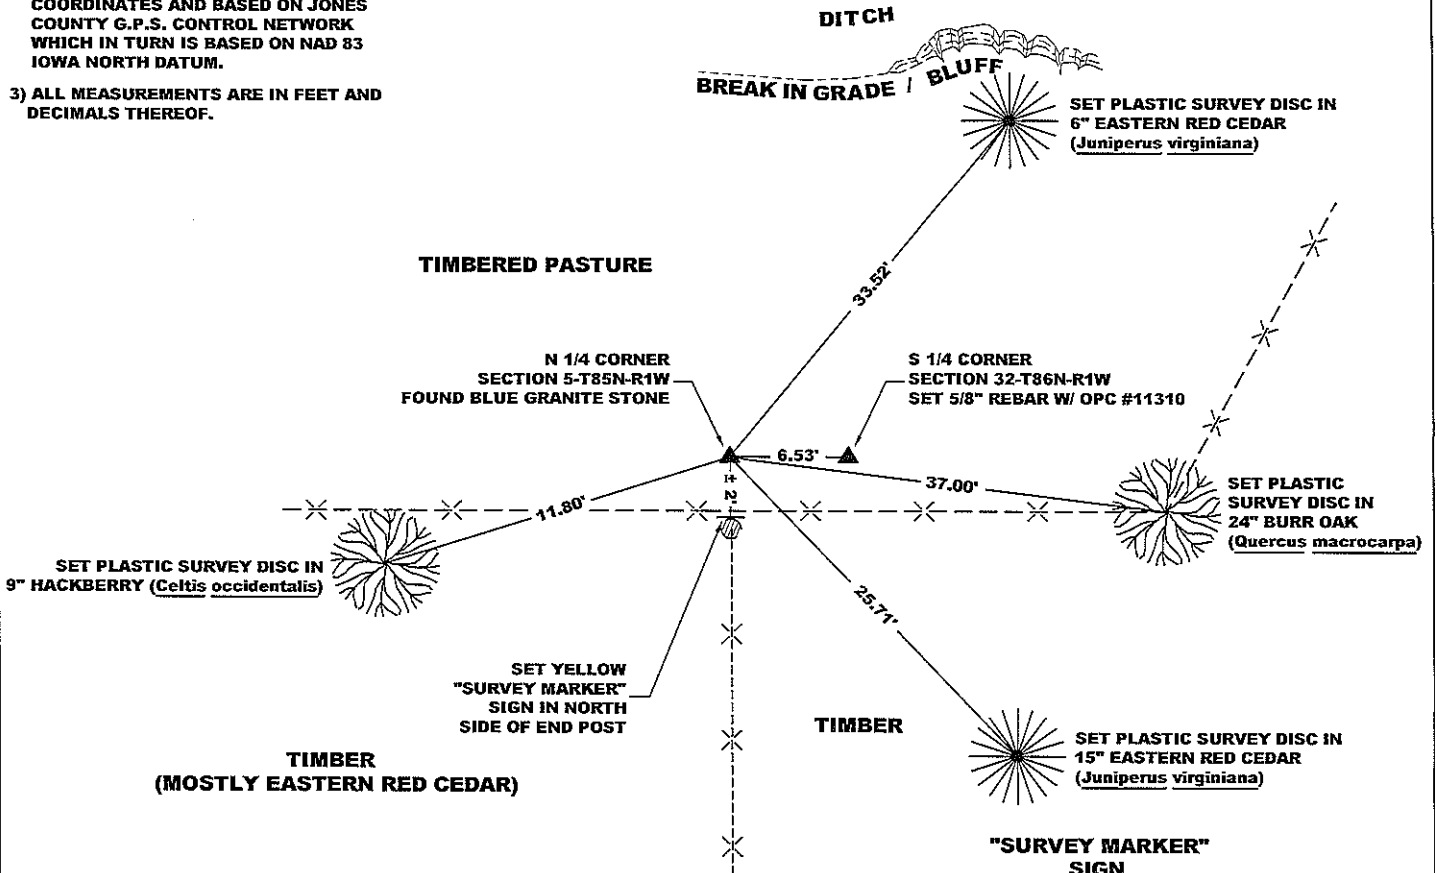 COORDINATES AND BASED ON JONES
COUNTY G.P.S. CONTROL NETWORK
WHICH IN TURN IS BASED ON NAD 83
IOWA NORTH DATUM.
3) ALL MEASUREMENTS ARE IN FEET AND
DECIMALS THEREOF.
DITCH
BREAK IN GRADE / BLUFF
SET PLASTIC SURVEY DISC IN
6" EASTERN RED CEDAR
(Juniperus virginiana)
TIMBERED PASTURE
33.52'
N 1/4 CORNER
SECTION 5-T85N-R1W
FOUND BLUE GRANITE STONE
S 1/4 CORNER
SECTION 32-T86N-R1W
SET 5/8" REBAR W/ OPC #11310
6.53'
37.00'
± 2'
11.80'
SET PLASTIC
SURVEY DISC IN
24" BURR OAK
(Quercus macrocarpa)
SET PLASTIC SURVEY DISC IN
9" HACKBERRY (Celtis occidentalis)
25.71'
SET YELLOW
"SURVEY MARKER"
SIGN IN NORTH
SIDE OF END POST
TIMBER
TIMBER
(MOSTLY EASTERN RED CEDAR)
SET PLASTIC SURVEY DISC IN
15" EASTERN RED CEDAR
(Juniperus virginiana)
"SURVEY MARKER"
SIGN